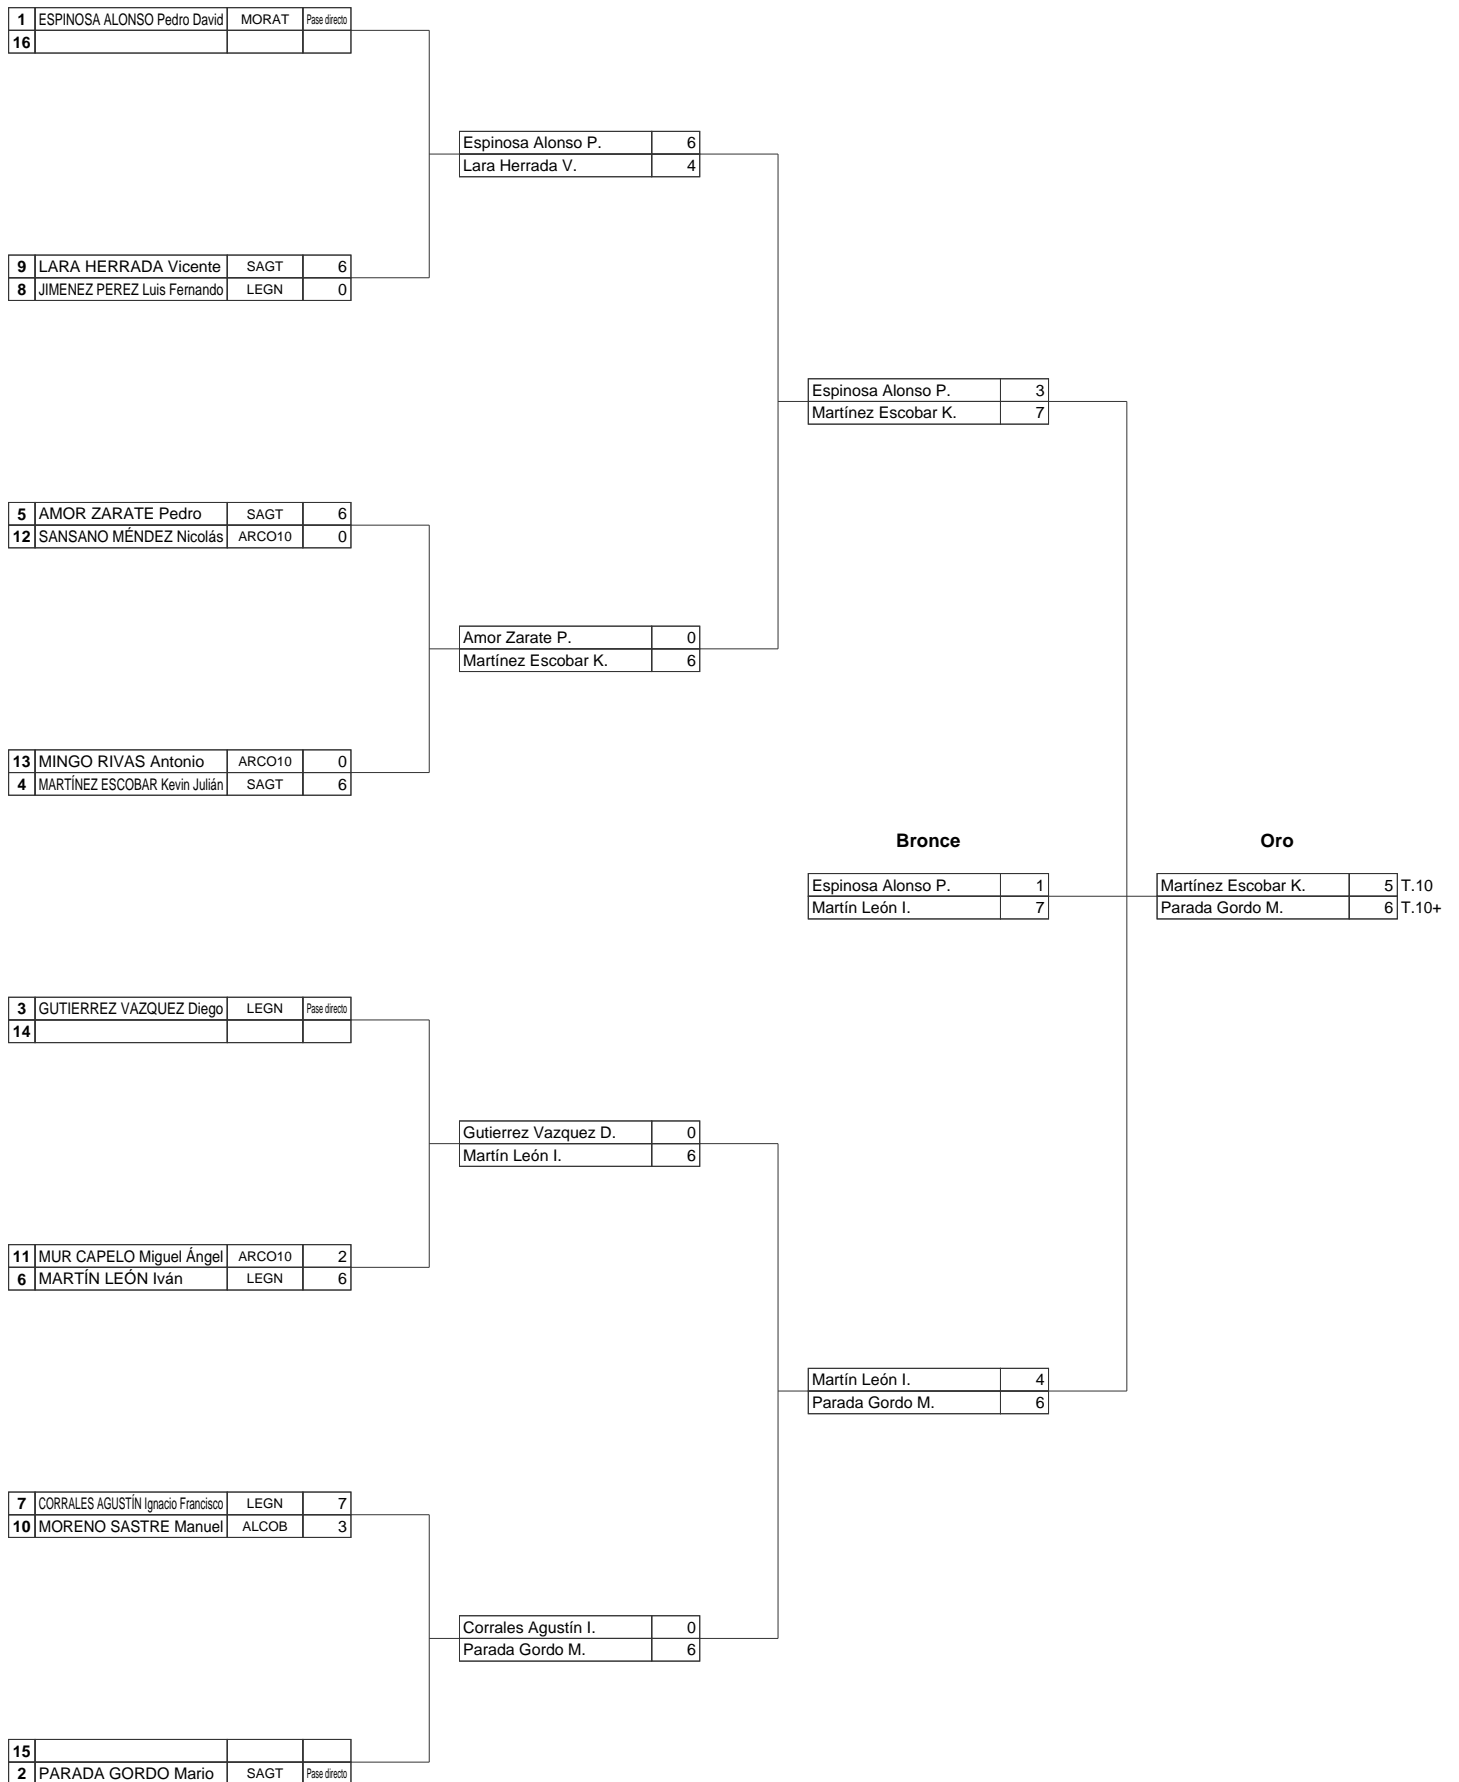 1 ESPINOSA ALONSO Pedro David MORAT Pase directo
16
Espinosa Alonso P. 6
Lara Herrada V. 4
9 LARA HERRADA Vicente SAGT 6
8 JIMENEZ PEREZ Luis Fernando LEGN 0
Espinosa Alonso P. 3
Martínez Escobar K. 7
5 AMOR ZARATE Pedro SAGT 6
12 SANSANO MÉNDEZ Nicolás ARCO10 0
Amor Zarate P. 0
Martínez Escobar K. 6
13 MINGO RIVAS Antonio ARCO10 0
4 MARTÍNEZ ESCOBAR Kevin Julián SAGT 6
Bronce Oro
Espinosa Alonso P. 1 Martínez Escobar K. 5 T.10
Martín León I. 7 Parada Gordo M. 6 T.10+
3 GUTIERREZ VAZQUEZ Diego LEGN Pase directo
14
Gutierrez Vazquez D. 0
Martín León I. 6
11 MUR CAPELO Miguel Ángel ARCO10 2
6 MARTÍN LEÓN Iván LEGN 6
Martín León I. 4
Parada Gordo M. 6
7 CORRALES AGUSTÍN Ignacio Francisco LEGN 7
10 MORENO SASTRE Manuel ALCOB 3
Corrales Agustín I. 0
Parada Gordo M. 6
15
2 PARADA GORDO Mario SAGT Pase directo